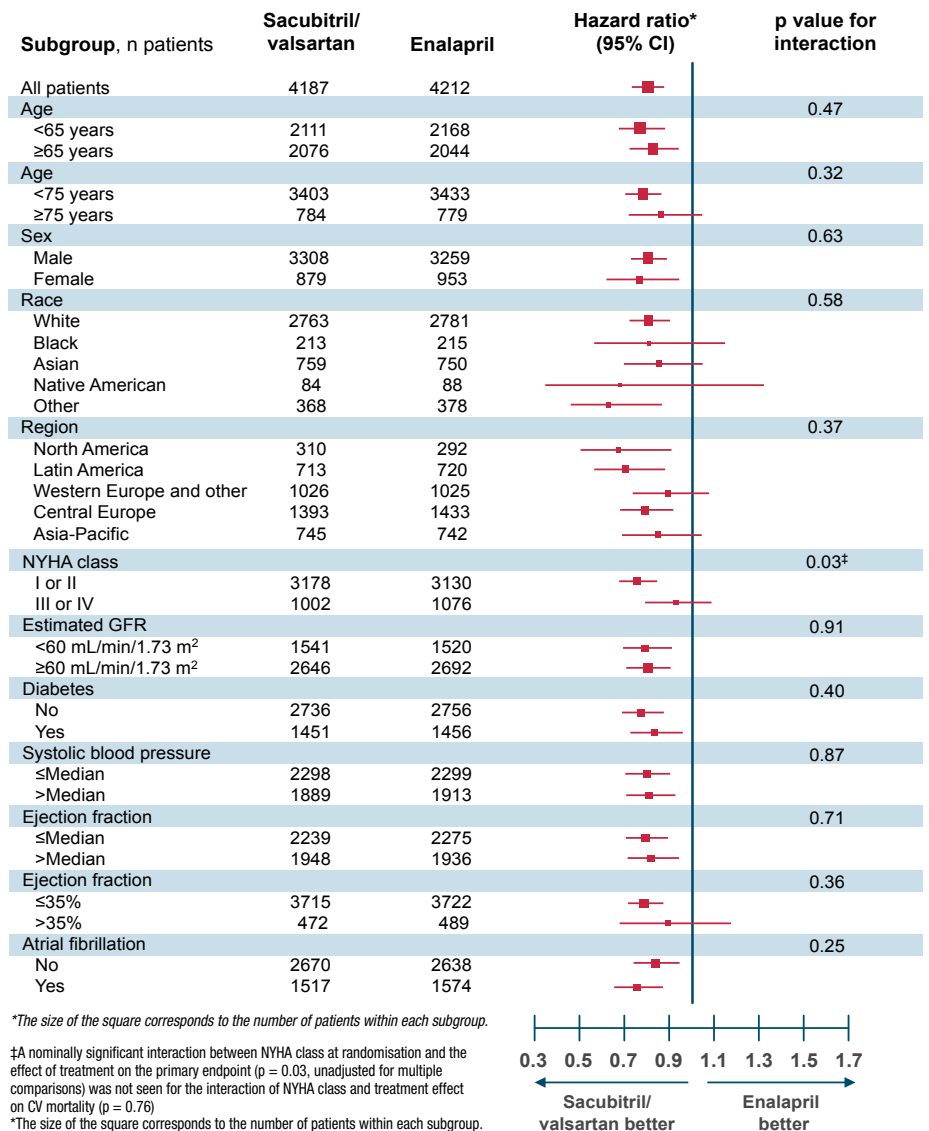 Subgroup, n patients Sacubitril/ valsartan Enalapril Hazard ratio* (95% CI) p value for interaction
All patients 4187 4212
Age 0.47
<65 years 2111 2168
≥65 years 2076 2044
Age 0.32
<75 years 3403 3433
≥75 years 784 779
Sex 0.63
Male 3308 3259
Female 879 953
Race 0.58
White 2763 2781
Black 213 215
Asian 759 750
Native American 84 88
Other 368 378
Region 0.37
North America 310 292
Latin America 713 720
Western Europe and other 1026 1025
Central Europe 1393 1433
Asia-Pacific 745 742
NYHA class 0.03‡
I or II 3178 3130
III or IV 1002 1076
Estimated GFR 0.91
<60 mL/min/1.73 m² 1541 1520
≥60 mL/min/1.73 m² 2646 2692
Diabetes 0.40
No 2736 2756
Yes 1451 1456
Systolic blood pressure 0.87
≤Median 2298 2299
>Median 1889 1913
Ejection fraction 0.71
≤Median 2239 2275
>Median 1948 1936
Ejection fraction 0.36
≤35% 3715 3722
>35% 472 489
Atrial fibrillation 0.25
No 2670 2638
Yes 1517 1574
*The size of the square corresponds to the number of patients within each subgroup.
‡A nominally significant interaction between NYHA class at randomisation and the
effect of treatment on the primary endpoint (p = 0.03, unadjusted for multiple
comparisons) was not seen for the interaction of NYHA class and treatment effect
on CV mortality (p = 0.76)
*The size of the square corresponds to the number of patients within each subgroup.
0.3 0.5 0.7 0.9 1.1 1.3 1.5 1.7
Sacubitril/
valsartan better
Enalapril
better